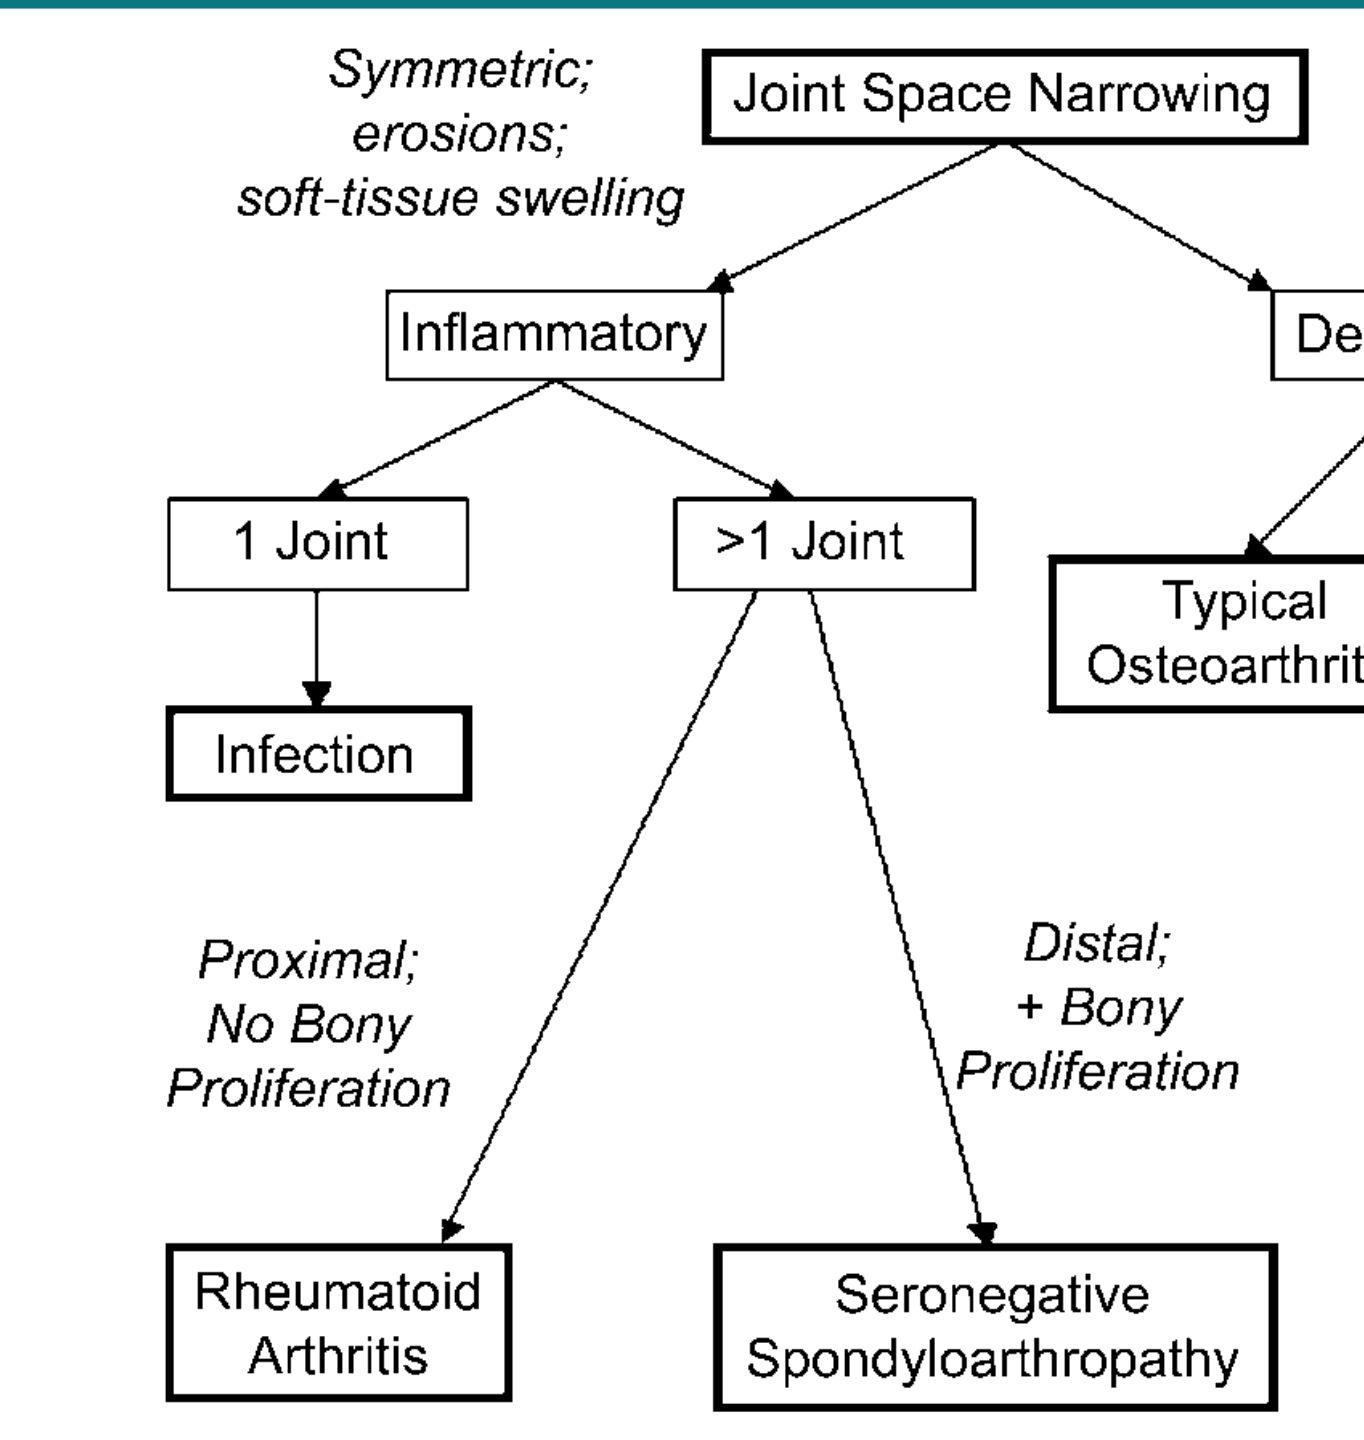 Symmetric;
erosions;
soft-tissue swelling
Joint Space Narrowing
Inflammatory
De
1 Joint
>1 Joint
Typical
Osteoarthrit
Infection
Proximal;
No Bony
Proliferation
Distal;
+ Bony
Proliferation
Rheumatoid
Arthritis
Seronegative
Spondyloarthropathy